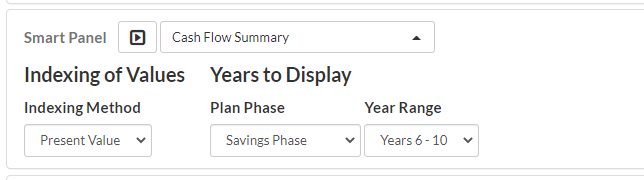 Smart Panel Cash Flow Summary
Indexing of Values Years to Display
Indexing Method Plan Phase Year Range
Present Value Savings Phase Years 6 - 10